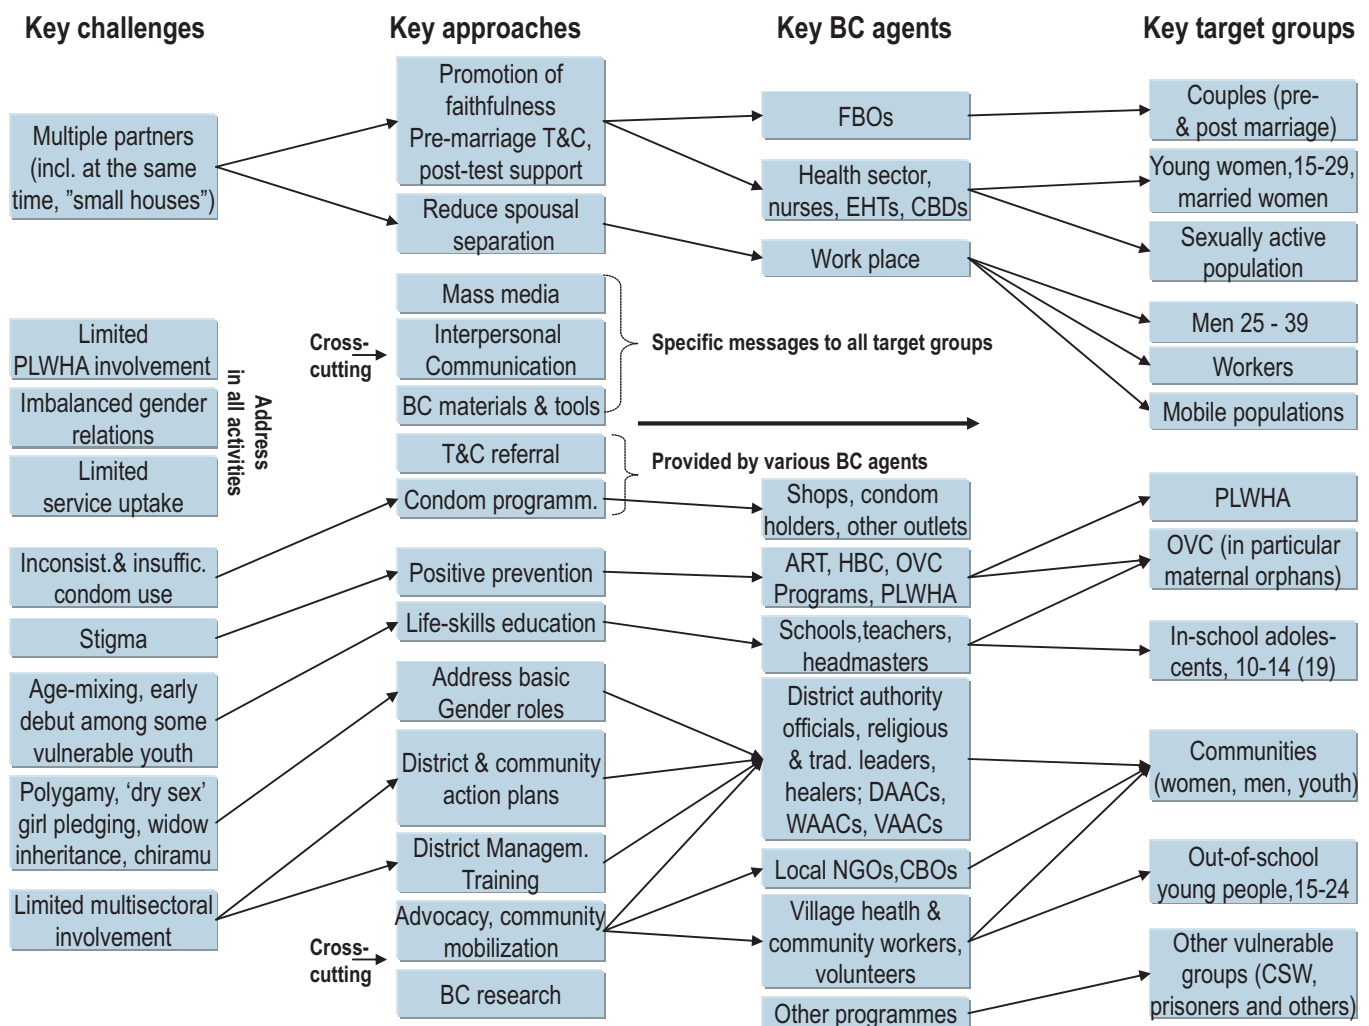 Key challenges
Key approaches
Key BC agents
Key target groups
Multiple partners
(incl. at the same
time, ”small houses”)
Limited
PLWHA involvement
Imbalanced gender
relations
Limited
service uptake
Address
in all activities
Inconsist.& insuffic.
condom use
Stigma
Age-mixing, early
debut among some
vulnerable youth
Polygamy, ‘dry sex’
girl pledging, widow
inheritance, chiramu
Limited multisectoral
involvement
Promotion of
faithfulness
Pre-marriage T&C,
post-test support
Reduce spousal
separation
Cross-
cutting
Mass media
Interpersonal
Communication
BC materials & tools
Specific messages to all target groups
T&C referral
Condom programm.
Provided by various BC agents
Positive prevention
Life-skills education
Address basic
Gender roles
District & community
action plans
District Managem.
Training
Advocacy, community
mobilization
Cross-
cutting
BC research
FBOs
Health sector,
nurses, EHTs, CBDs
Work place
Shops, condom
holders, other outlets
ART, HBC, OVC
Programs, PLWHA
Schools,teachers,
headmasters
District authority
officials, religious
& trad. leaders,
healers; DAACs,
WAACs, VAACs
Local NGOs,CBOs
Village heatlh &
community workers,
volunteers
Other programmes
Couples (pre-
& post marriage)
Young women,15-29,
married women
Sexually active
population
Men 25 - 39
Workers
Mobile populations
PLWHA
OVC (in particular
maternal orphans)
In-school adoles-
cents, 10-14 (19)
Communities
(women, men, youth)
Out-of-school
young people,15-24
Other vulnerable
groups (CSW,
prisoners and others)